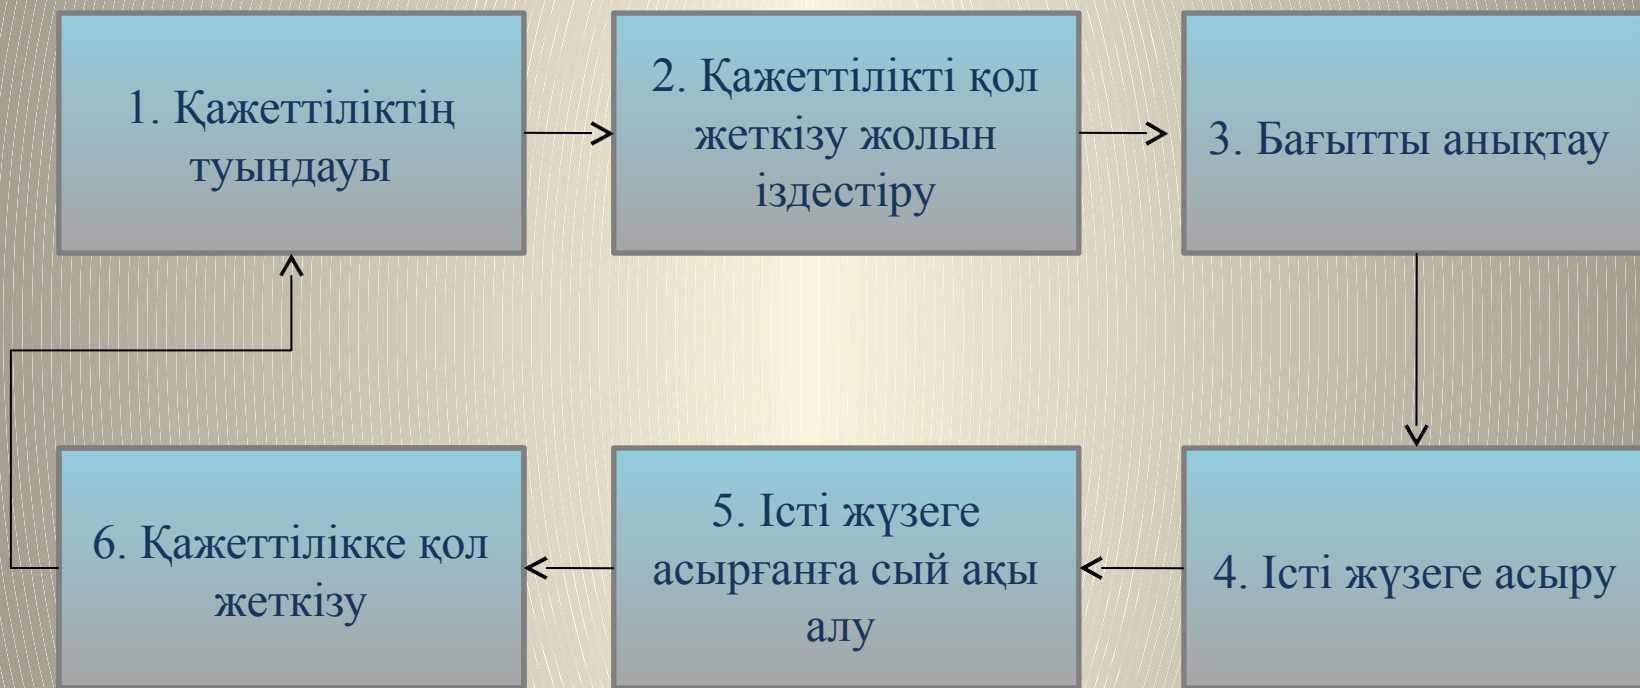 1. Қажеттіліктің
туындауы
2. Қажеттілікті қол
жеткізу жолын
іздестіру
3. Бағытты анықтау
6. Қажеттілікке қол
жеткізу
5. Істі жүзеге
асырғанға сый ақы
алу
4. Істі жүзеге асыру